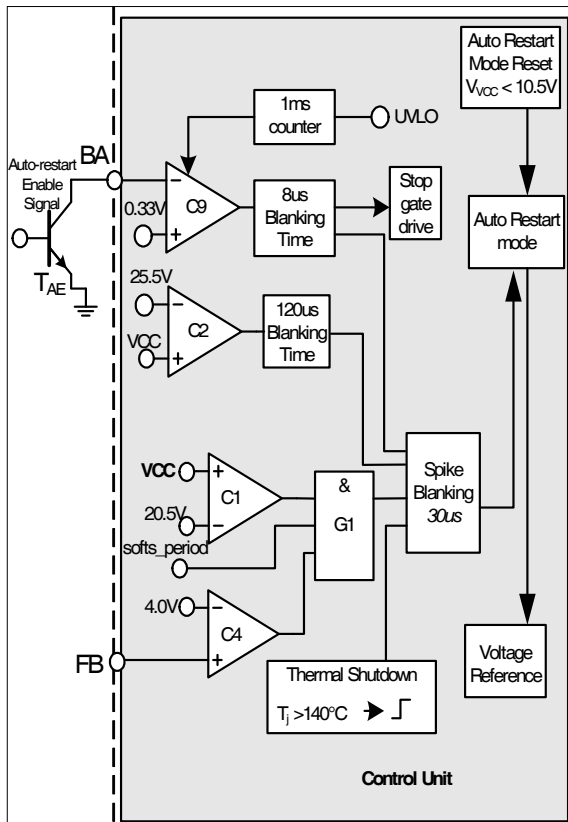 Auto Restart
Mode Reset
VVCC < 10.5V
1ms
counter
UVLO
BA
Auto-restart
Enable
Signal
TAE
0.33V
−
+
C9
8us
Blanking
Time
Stop
gate
drive
Auto Restart
mode
25.5V
VCC
−
+
C2
120us
Blanking
Time
VCC
20.5V
+
−
C1
softs_period
&
G1
Spike
Blanking
30us
4.0V
−
+
C4
FB
Thermal Shutdown
Tj >140°C
Voltage
Reference
Control Unit